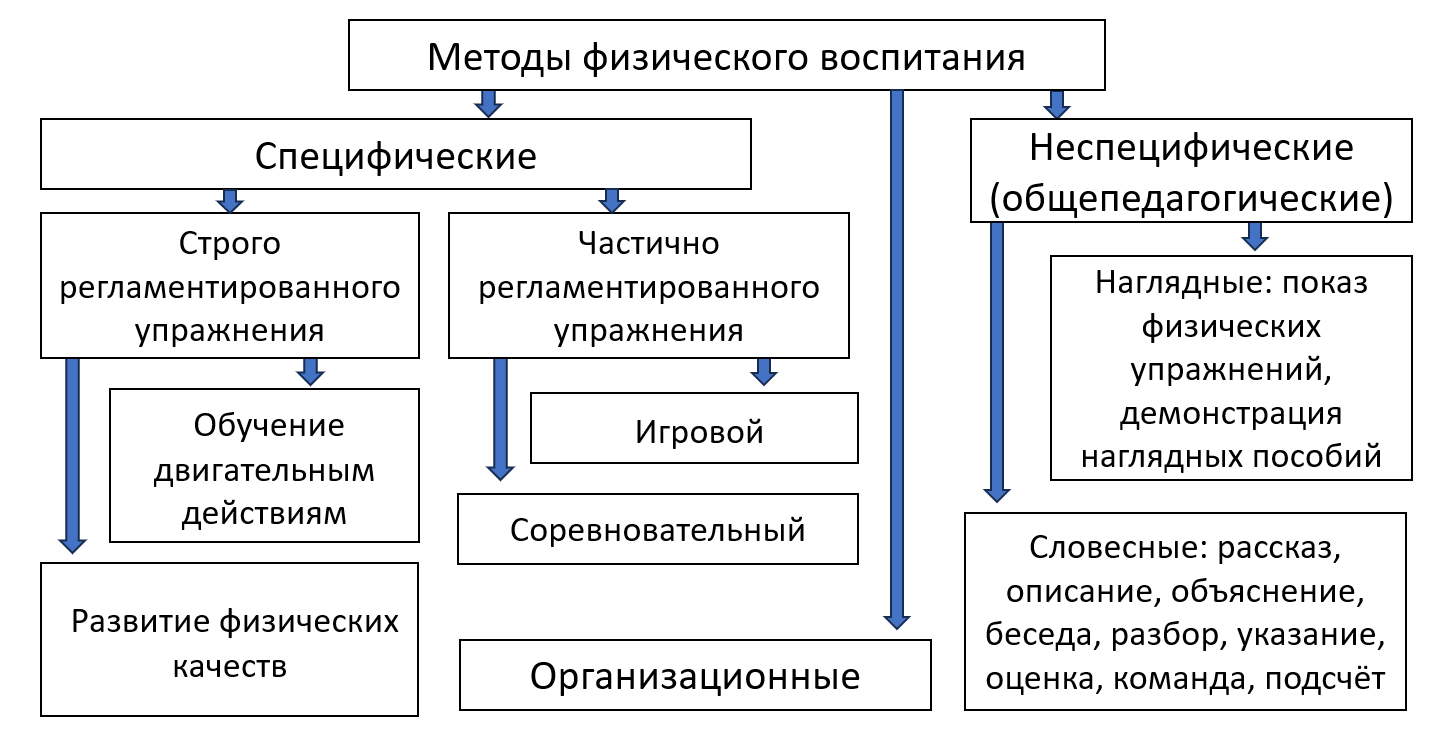 Методы физического воспитания
Специфические
Неспецифические
(общепедагогические)
Строго
регламентированного
упражнения
Частично
регламентированного
упражнения
Наглядные: показ
физических
упражнений,
демонстрация
наглядных пособий
Обучение
двигательным
действиям
Игровой
Соревновательный
Словесные: рассказ,
описание, объяснение,
беседа, разбор, указание,
оценка, команда, подсчёт
Развитие физических
качеств
Организационные